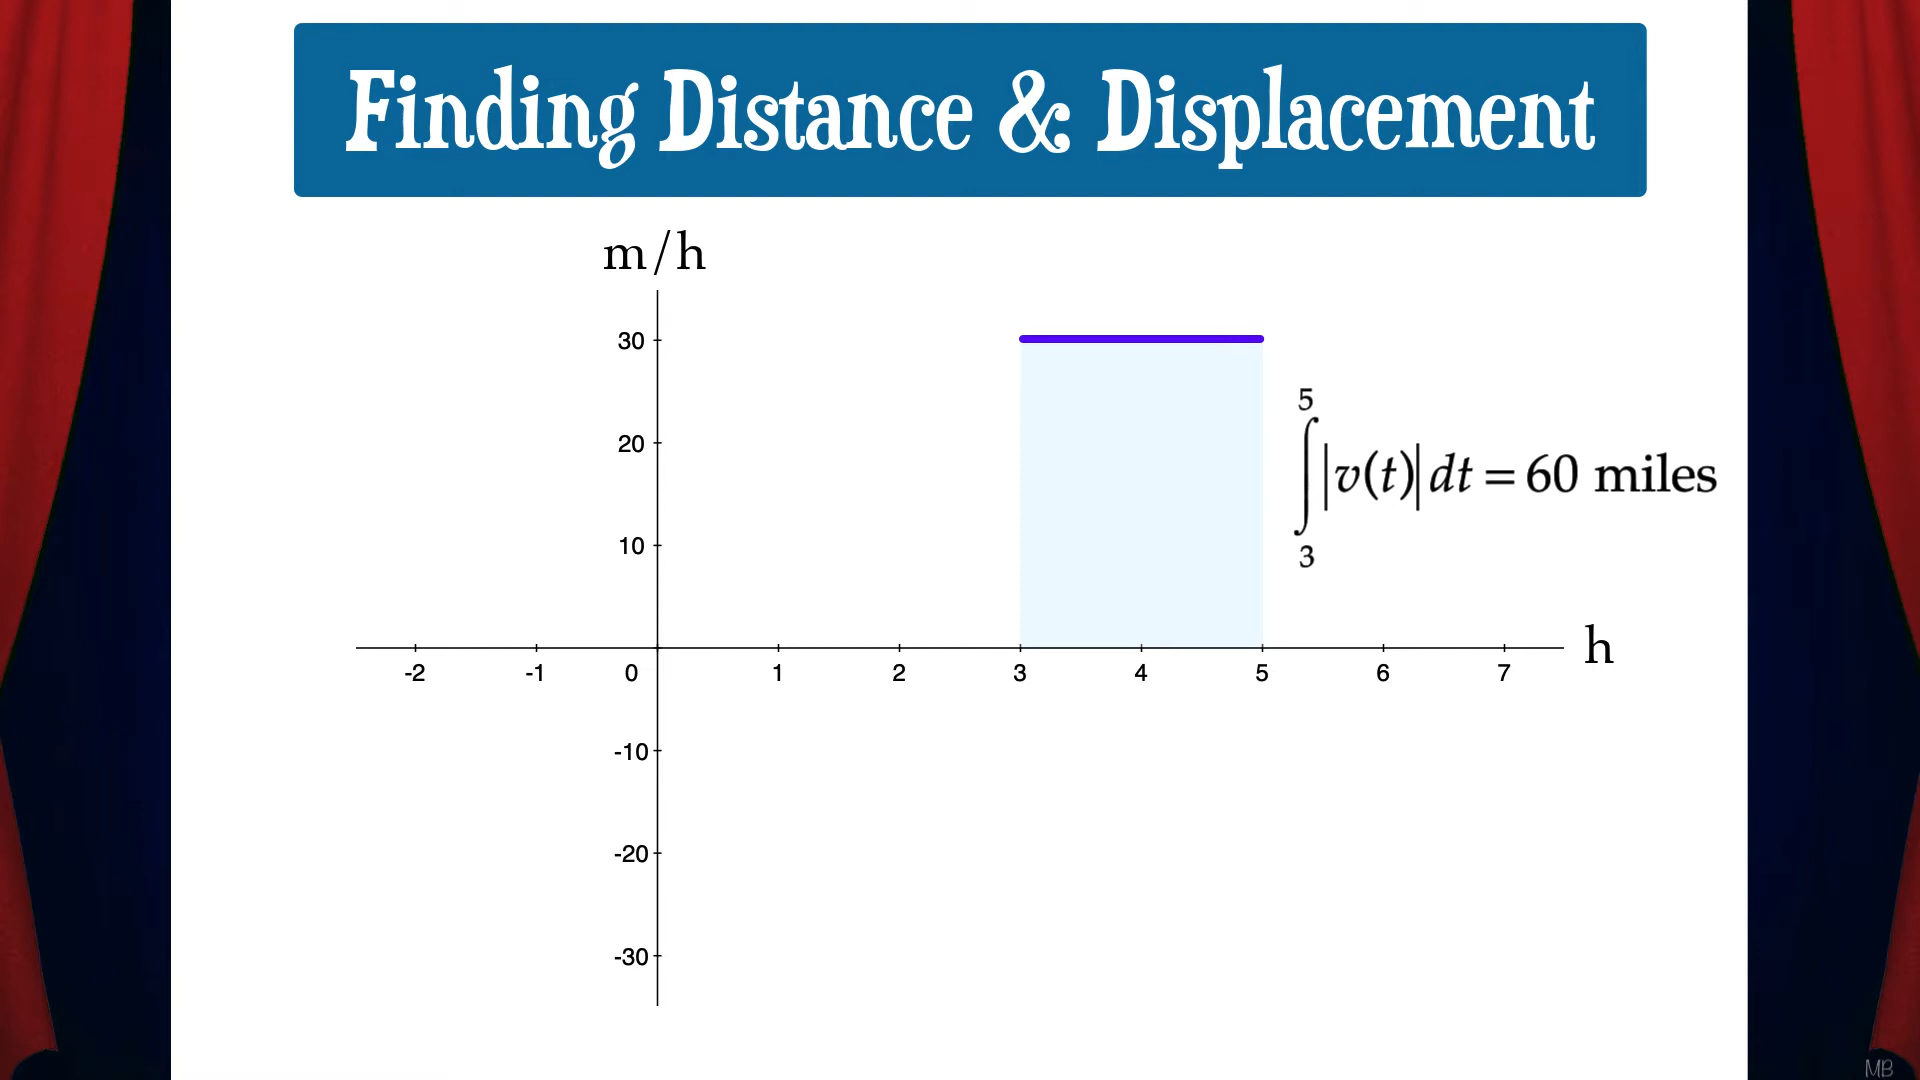 Finding Distance & Displacement
m/h
30
20
10
5
∫|v(t)| dt = 60 miles
3
h
-2 -1 0 1 2 3 4 5 6 7
-10
-20
-30
MB